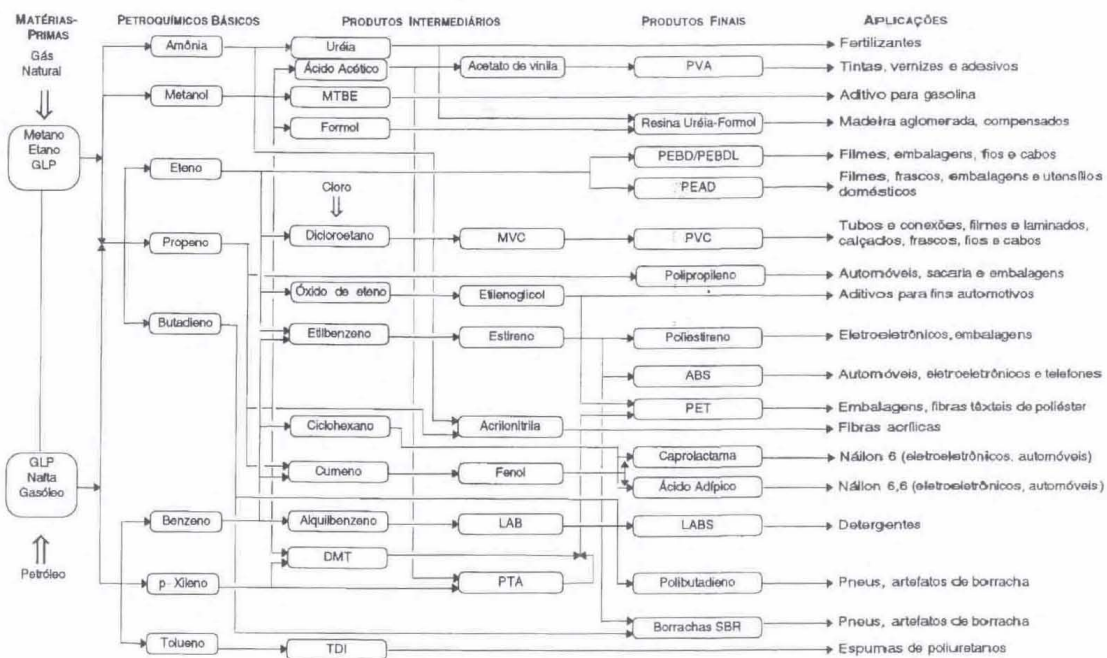 MATÉRIAS-
PRIMAS
PETROQUÍMICOS BÁSICOS
PRODUTOS INTERMEDIÁRIOS
PRODUTOS FINAIS
APLICAÇÕES
Gás
Natural
Metano
Etano
GLP
GLP
Nafta
Gasóleo
Petróleo
Amônia
Metanol
Eteno
Propeno
Butadieno
Benzeno
p-Xileno
Tolueno
Uréia
Ácido Acético
MTBE
Formol
Cloro
Dicloroetano
Óxido de eteno
Etilbenzeno
Ciclohexano
Cumeno
Alquilbenzeno
DMT
TDI
Acetato de vinila
MVC
Etilenoglicol
Estireno
Acrilonitrila
Fenol
LAB
PTA
PVA
Resina Uréia-Formol
PEBD/PEBDL
PEAD
PVC
Polipropileno
Poliestireno
ABS
PET
Caprolactama
Ácido Adípico
LABS
Polibutadieno
Borrachas SBR
Fertilizantes
Tintas, vernizes e adesivos
Aditivo para gasolina
Madeira aglomerada, compensados
Filmes, embalagens, fios e cabos
Filmes, frascos, embalagens e utensílios
domésticos
Tubos e conexões, filmes e laminados,
calçados, frascos, fios e cabos
Automóveis, sacaria e embalagens
Aditivos para fins automotivos
Eletroeletrônicos, embalagens
Automóveis, eletroeletrônicos e telefones
Embalagens, fibras têxteis de poliéster
Fibras acrílicas
Náilon 6 (eletroeletrônicos, automóveis)
Náilon 6,6 (eletroeletrônicos, automóveis)
Detergentes
Pneus, artefatos de borracha
Pneus, artefatos de borracha
Espumas de poliuretanos